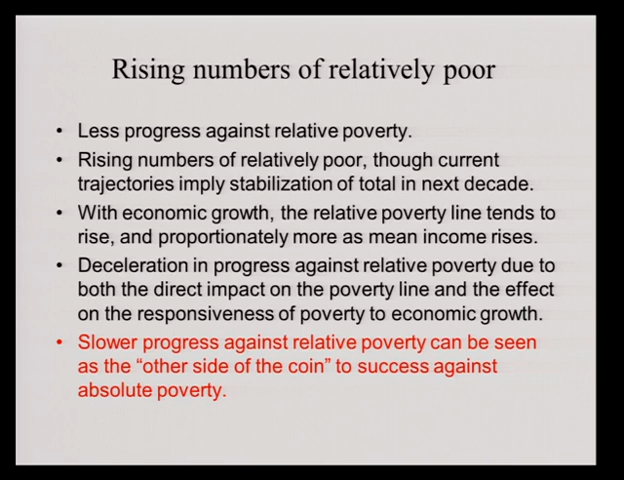 Rising numbers of relatively poor
• Less progress against relative poverty.
• Rising numbers of relatively poor, though current
trajectories imply stabilization of total in next decade.
• With economic growth, the relative poverty line tends to
rise, and proportionately more as mean income rises.
• Deceleration in progress against relative poverty due to
both the direct impact on the poverty line and the effect
on the responsiveness of poverty to economic growth.
• Slower progress against relative poverty can be seen
as the “other side of the coin” to success against
absolute poverty.